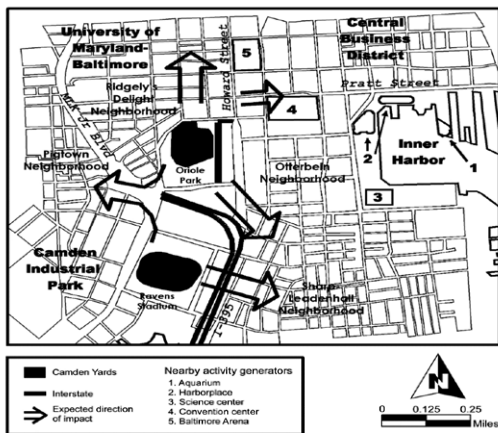 University of
Maryland-
Baltimore
Ridgely's
Delight
Neighborhood
Howard Street
5
Central
Business
District
Pratt Street
4
MLK Jr Blvd
Pigtown
Neighborhood
Oriole
Park
Otterbein
Neighborhood
2
Inner
Harbor
1
3
Camden
Industrial
Park
Ravens
Stadium
I-395
Sharp-
Leadenhall
Neighborhood
Camden Yards
Interstate
Expected direction
of impact
Nearby activity generators
1. Aquarium
2. Harborplace
3. Science center
4. Convention center
5. Baltimore Arena
N
0 0.125 0.25
Miles